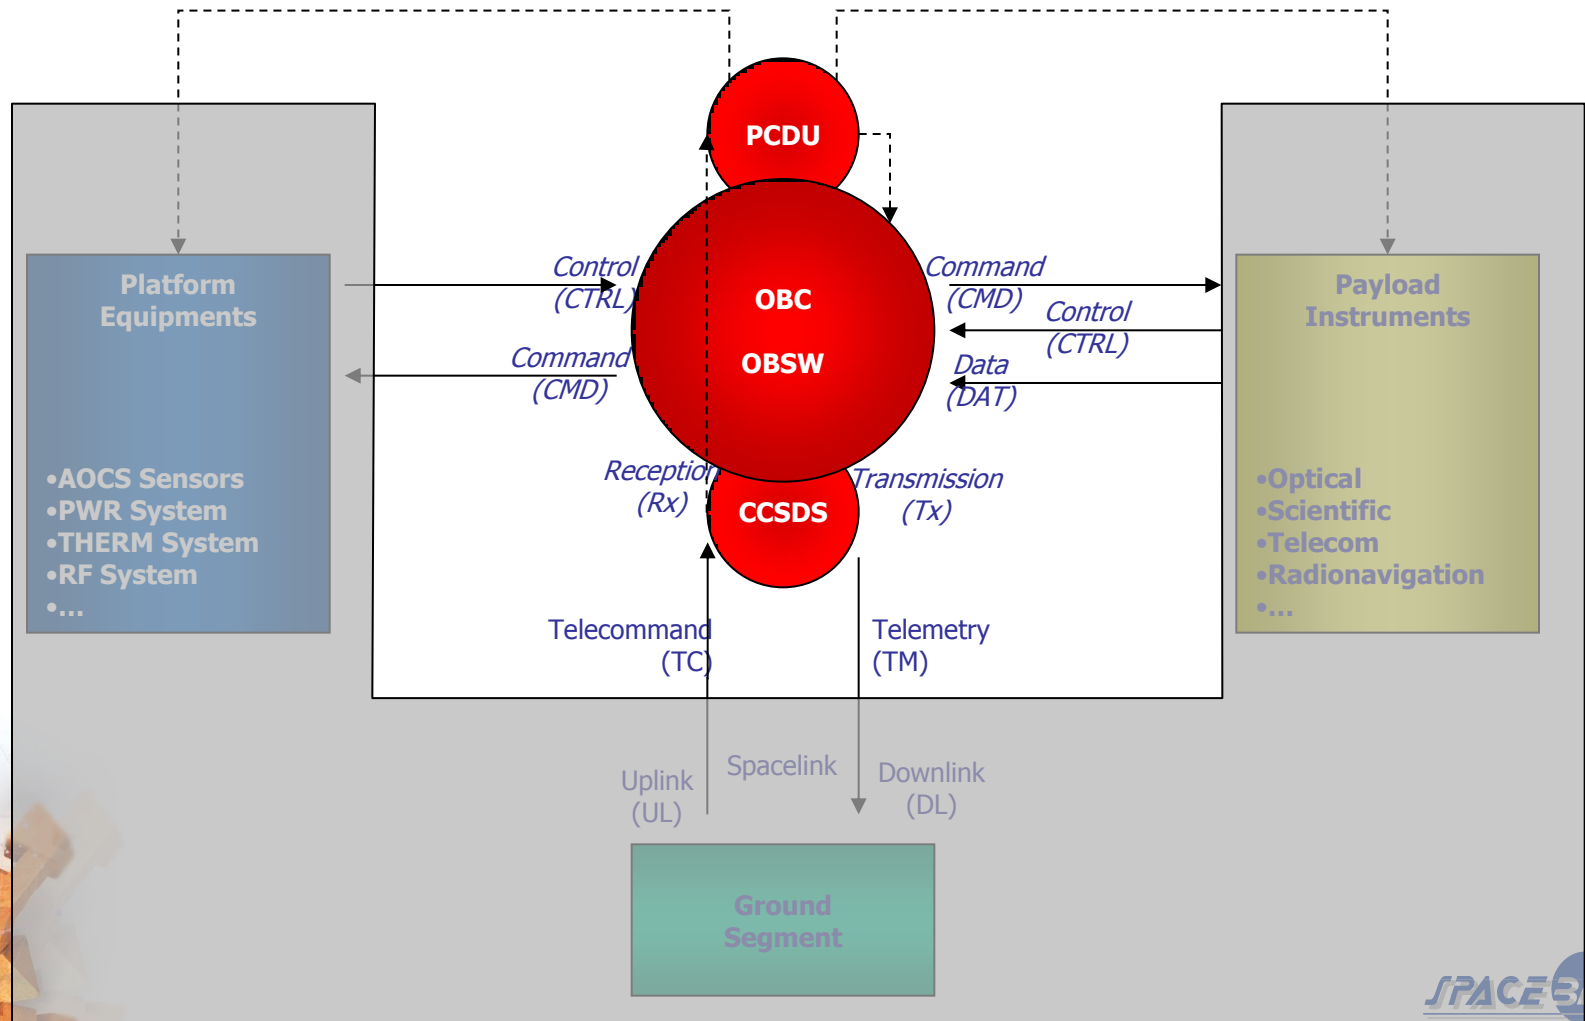 PCDU
Platform
Equipments
•AOCS Sensors
•PWR System
•THERM System
•RF System
•...
Control
(CTRL)
Command
(CMD)
OBC
OBSW
Command
(CMD)
Control
(CTRL)
Data
(DAT)
Payload
Instruments
•Optical
•Scientific
•Telecom
•Radionavigation
•...
Reception
(Rx)
CCSDS
Transmission
(Tx)
Telecommand
(TC)
Telemetry
(TM)
Uplink
(UL)
Spacelink
Downlink
(DL)
Ground
Segment
SPACEB